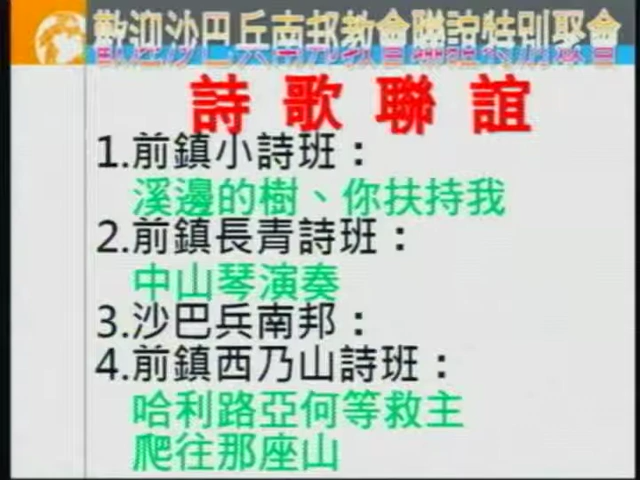 歡迎沙巴兵南邦教會聯誼特別聚會
詩歌聯誼
1.前鎮小詩班：
溪邊的樹、你扶持我
2.前鎮長青詩班：
中山琴演奏
3.沙巴兵南邦：
4.前鎮西乃山詩班：
哈利路亞何等救主
爬往那座山